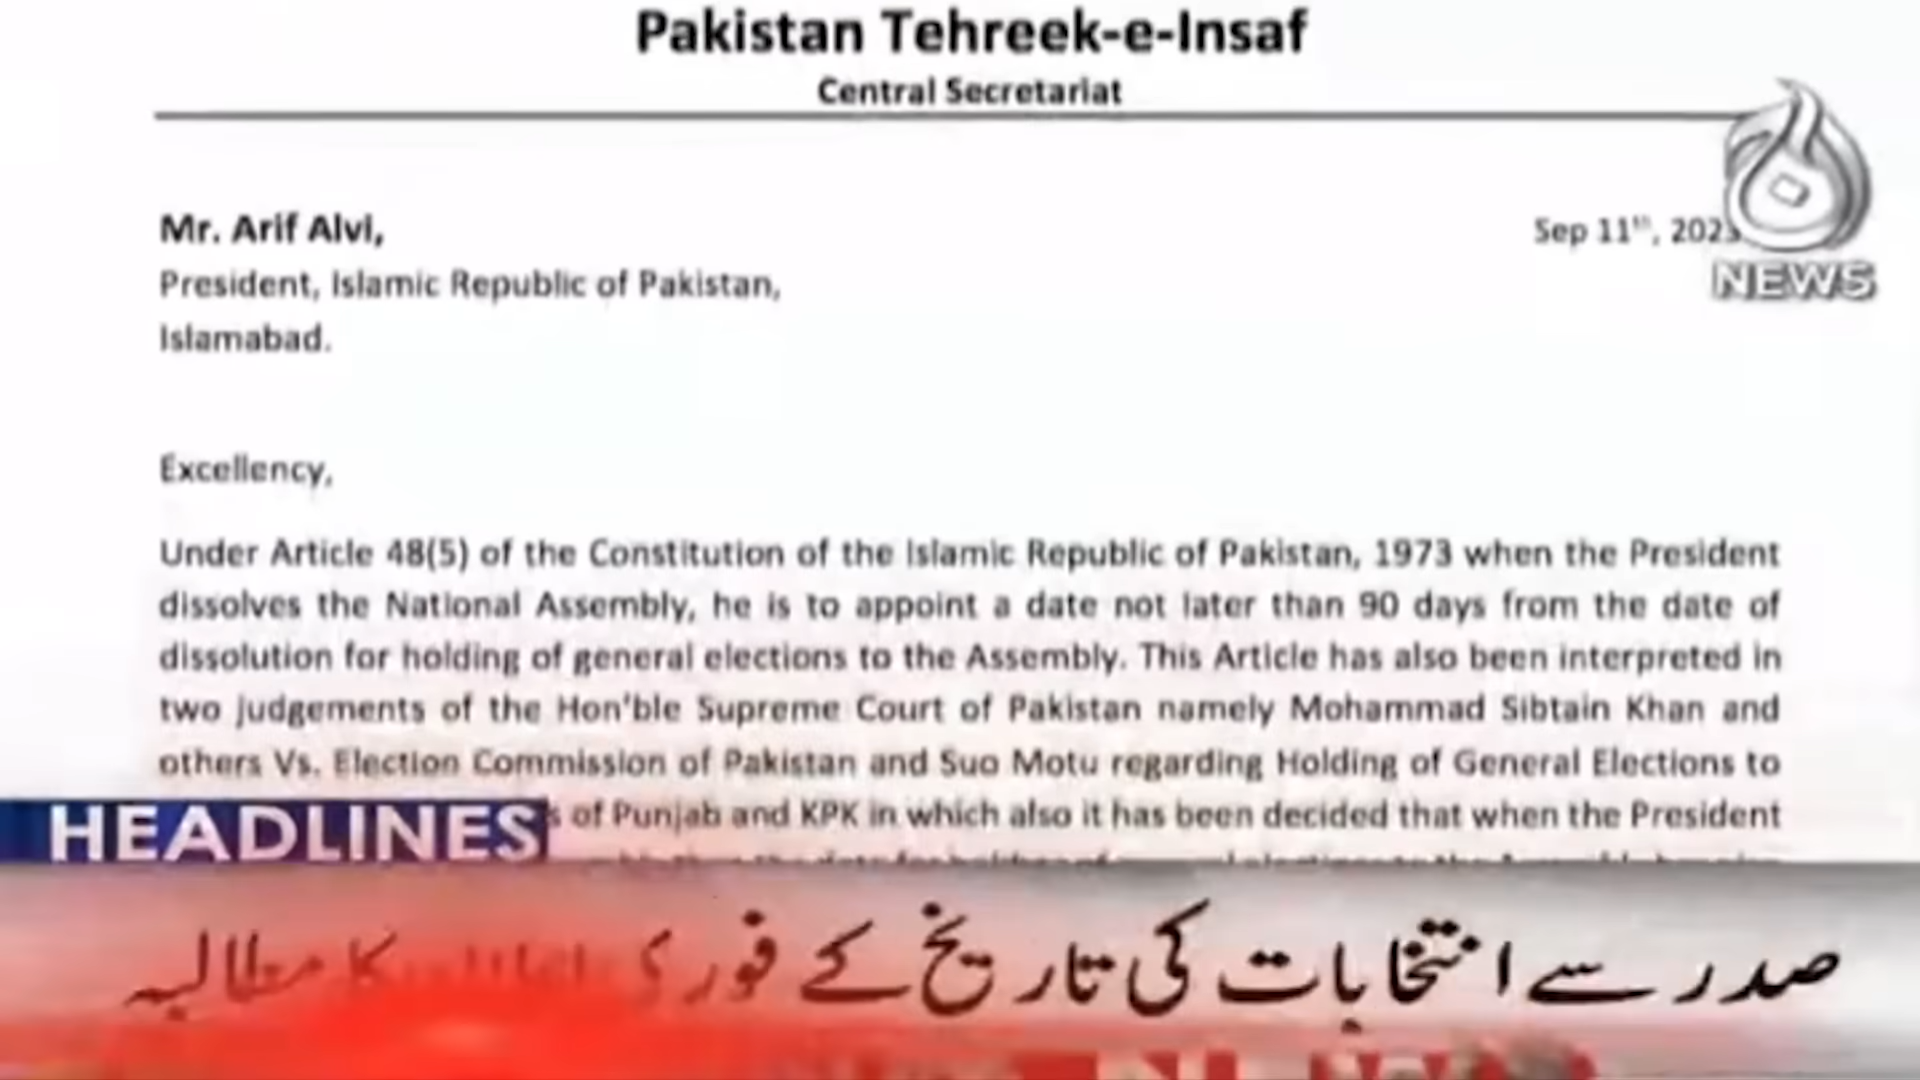 Pakistan Tehreek-e-Insaf
Central Secretariat
Mr. Arif Alvi,
Sep 11th, 2023
President, Islamic Republic of Pakistan,
Islamabad.
NEWS
Excellency,
Under Article 48(5) of the Constitution of the Islamic Republic of Pakistan, 1973 when the President
dissolves the National Assembly, he is to appoint a date not later than 90 days from the date of
dissolution for holding of general elections to the Assembly. This Article has also been interpreted in
two judgements of the Hon'ble Supreme Court of Pakistan namely Mohammad Sibtain Khan and
others Vs. Election Commission of Pakistan and Suo Motu regarding Holding of General Elections to
of Punjab and KPK in which also it has been decided that when the President
HEADLINES
صدر سے انتخابات کی تاریخ کے فوری کا مطالبہ